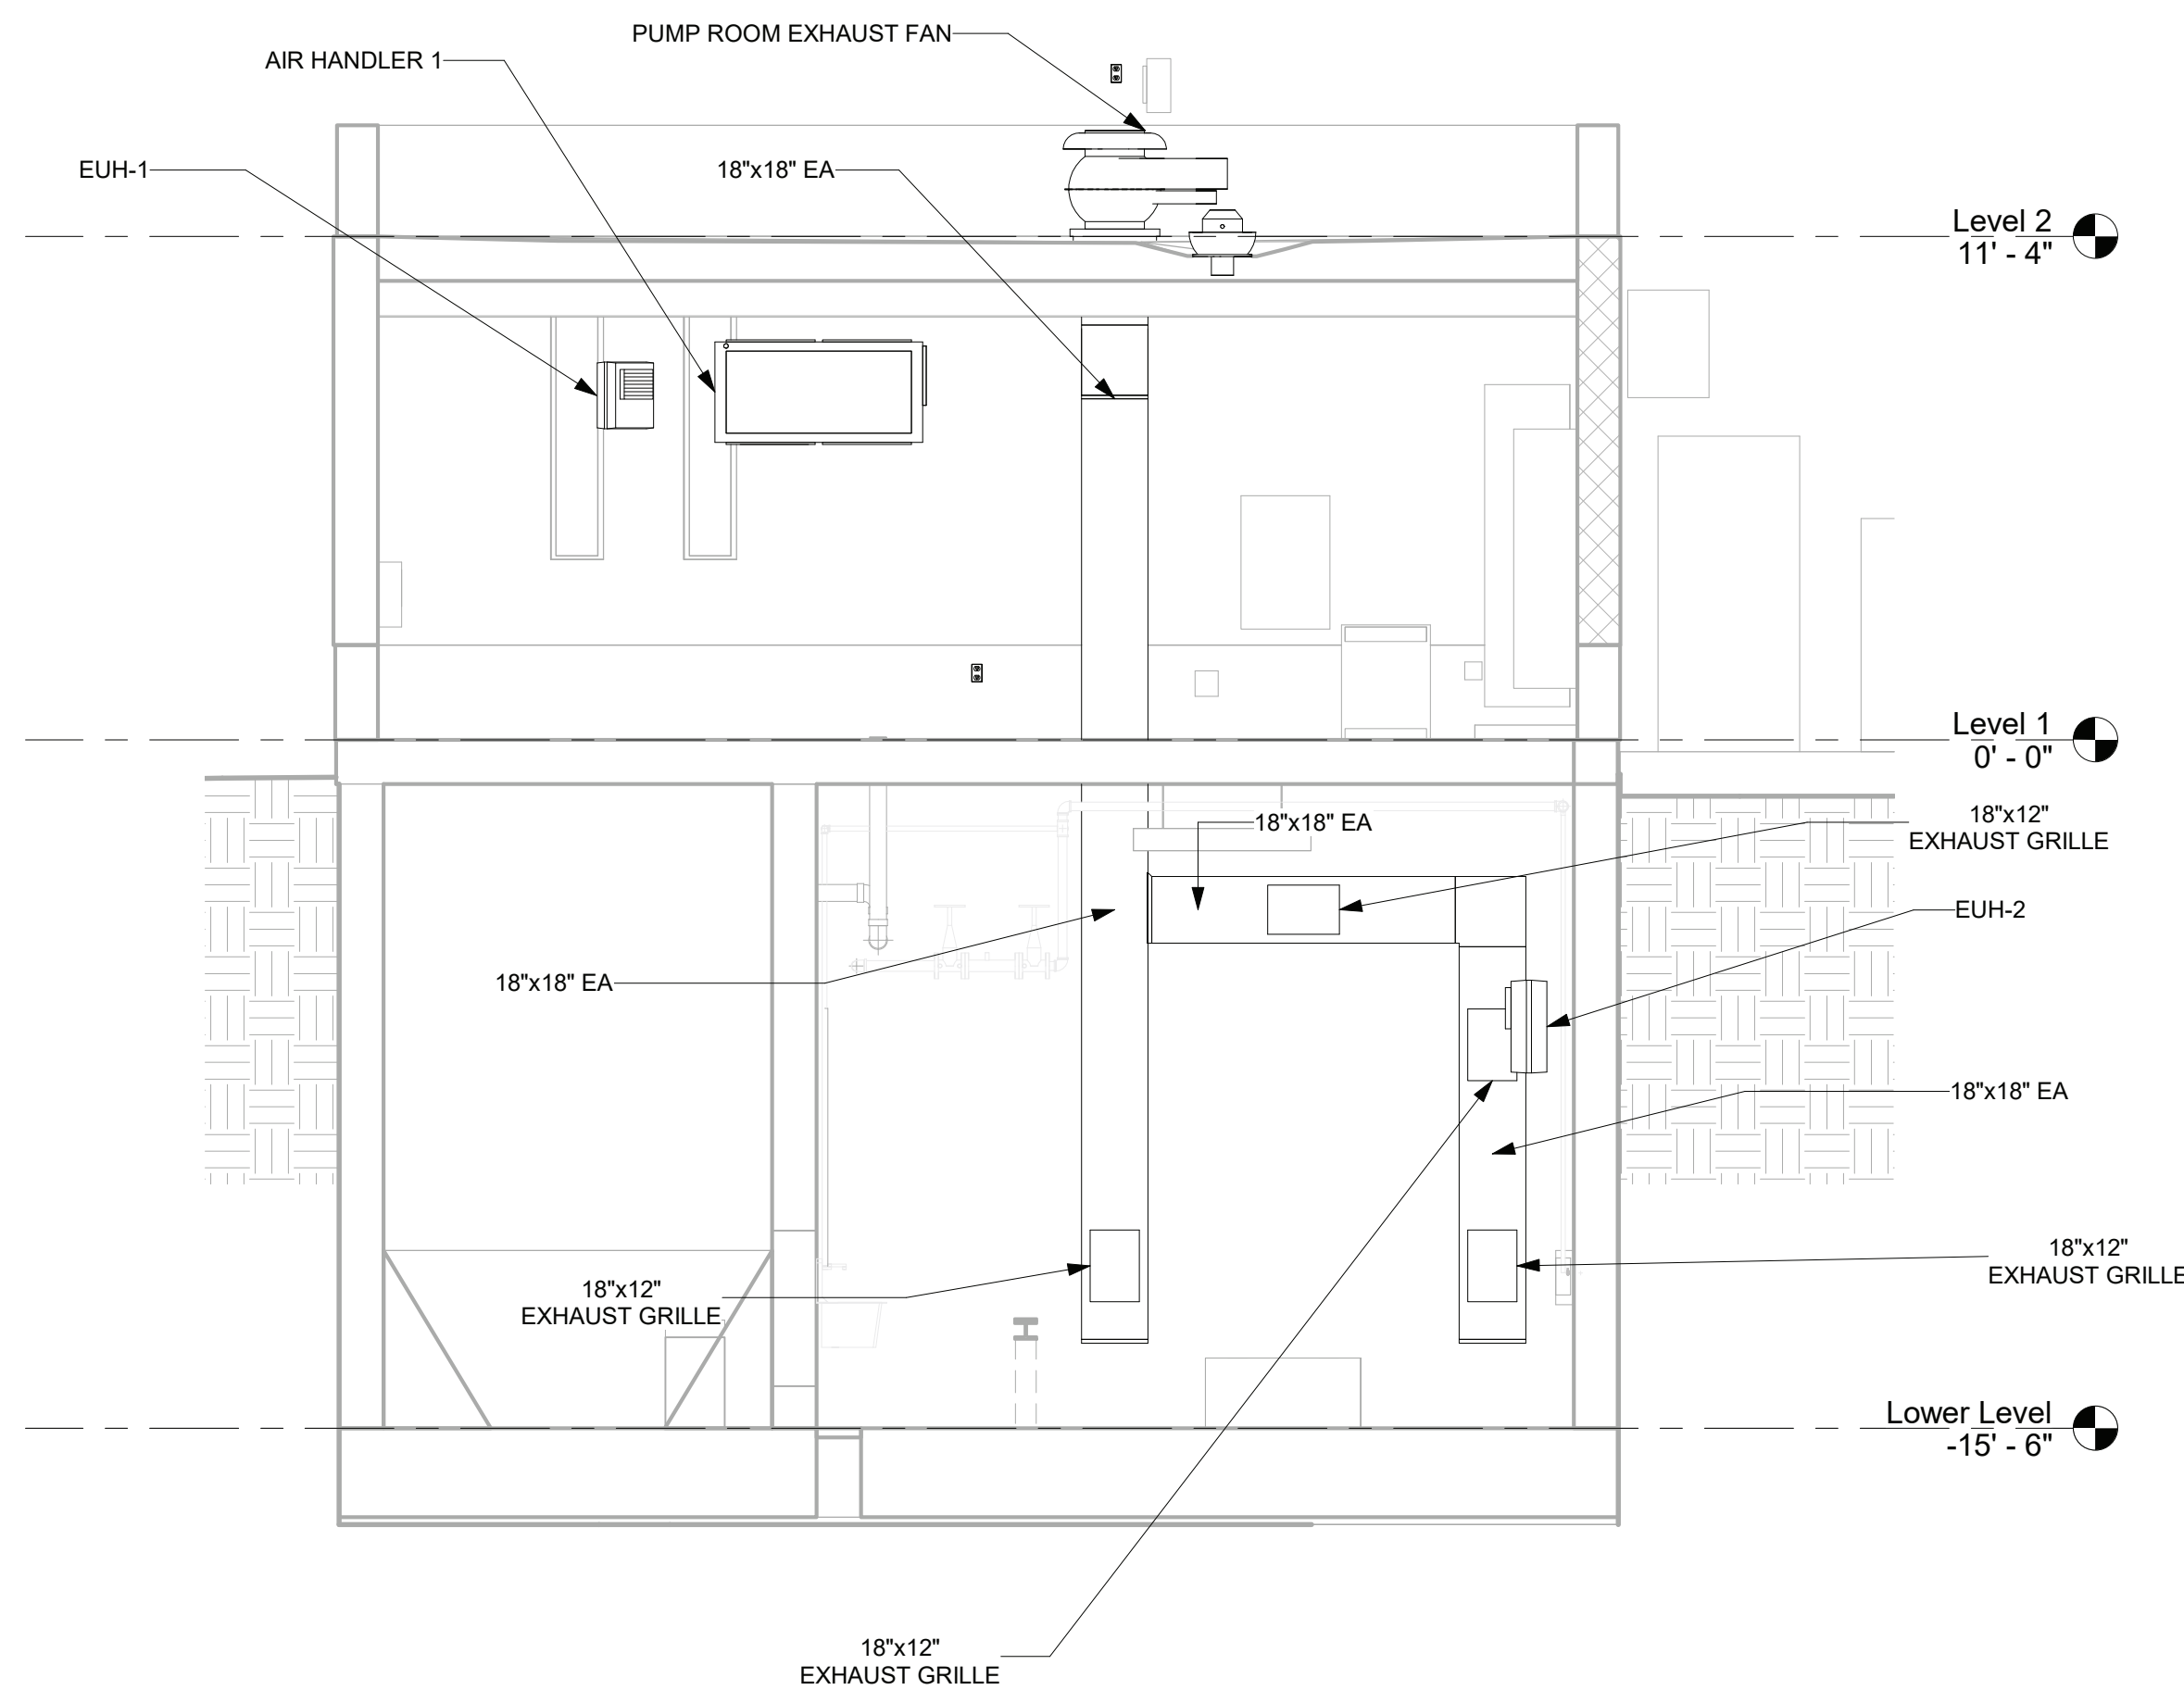 PUMP ROOM EXHAUST FAN
AIR HANDLER 1
EUH-1
18"x18" EA
Level 2
11' - 4"
Level 1
0' - 0"
18"x18" EA
18"x12"
EXHAUST GRILLE
EUH-2
18"x18" EA
18"x18" EA
18"x12"
EXHAUST GRILLE
18"x12"
EXHAUST GRILLE
Lower Level
-15' - 6"
18"x12"
EXHAUST GRILLE